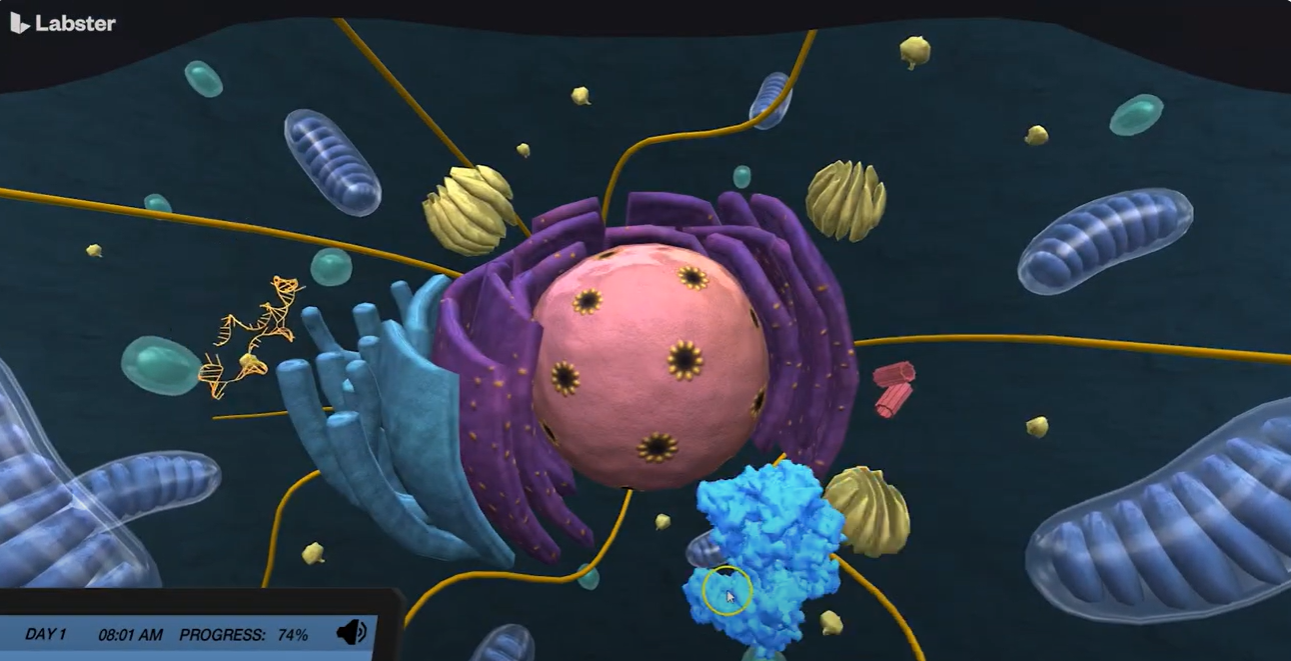 Labster
DAY 1 08:01 AM PROGRESS: 74%